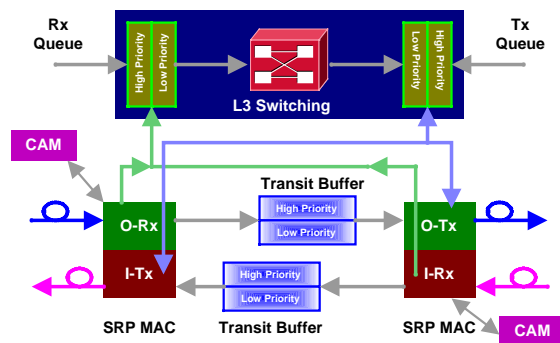 Rx
Queue
Tx
Queue
High Priority
Low Priority
Low Priority
High Priority
L3 Switching
CAM
Transit Buffer
High Priority
Low Priority
O-Rx
O-Tx
I-Tx
I-Rx
High Priority
Low Priority
SRP MAC
Transit Buffer
SRP MAC
CAM